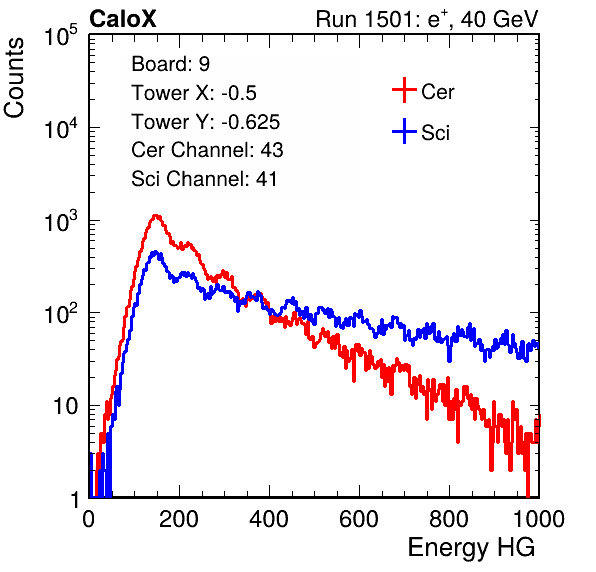 CaloX Run 1501: e⁺, 40 GeV
Counts
10⁵
10⁴
10³
10²
10
1
Board: 9
Tower X: -0.5
Tower Y: -0.625
Cer Channel: 43
Sci Channel: 41
Cer
Sci
0 200 400 600 800 1000
Energy HG